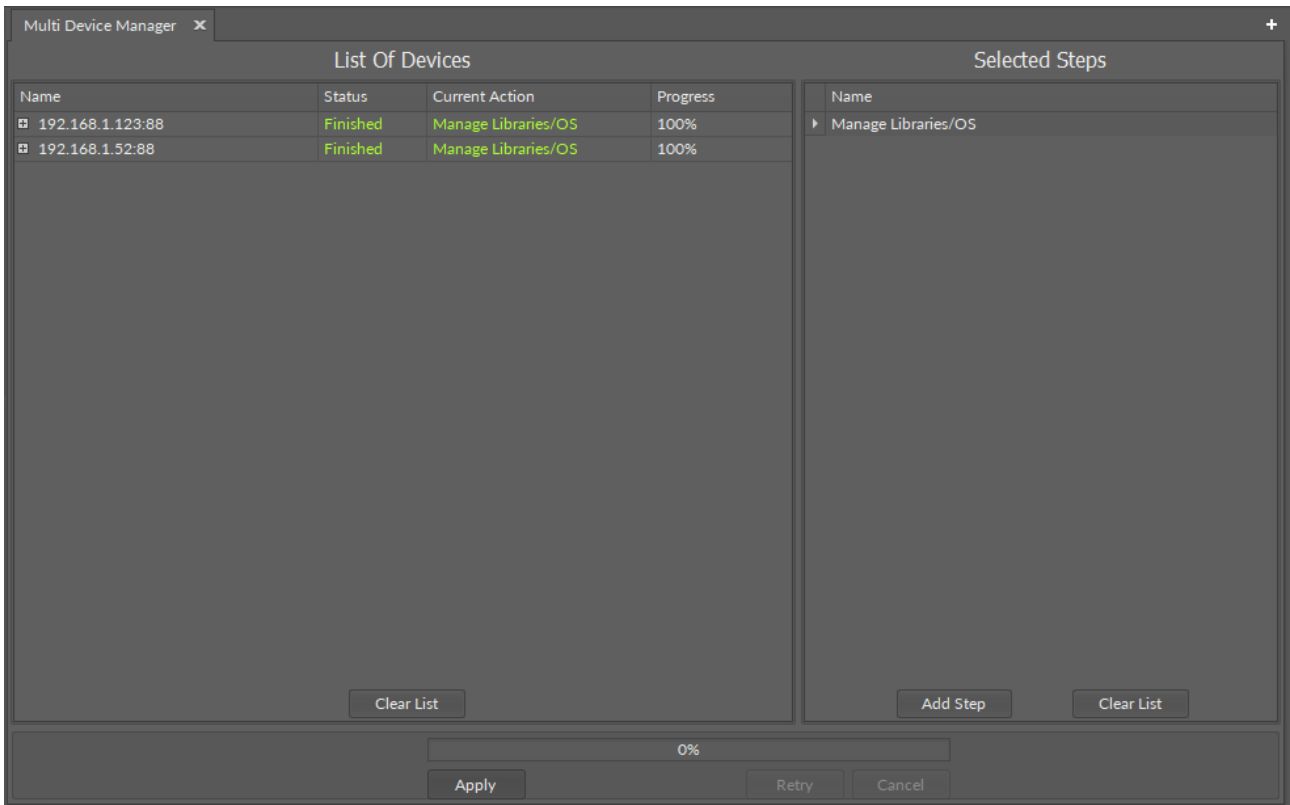 Multi Device Manager
List Of Devices
Selected Steps
Name Status Current Action Progress
Name
192.168.1.123:88 Finished Manage Libraries/OS 100%
Manage Libraries/OS
192.168.1.52:88 Finished Manage Libraries/OS 100%
Clear List
Add Step Clear List
0%
Apply Retry Cancel